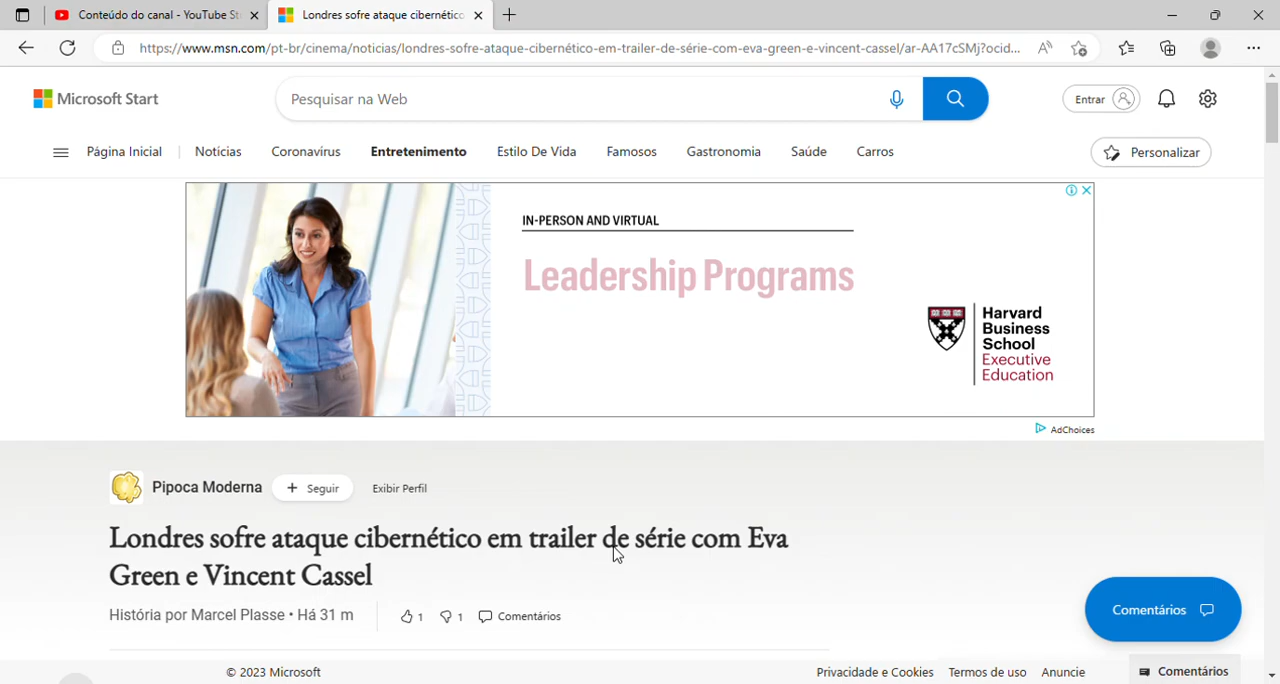 Conteúdo do canal - YouTube St
Londres sofre ataque cibernético
https://www.msn.com/pt-br/cinema/noticias/londres-sofre-ataque-cibernético-em-trailer-de-série-com-eva-green-e-vincent-cassel/ar-AA17cSMj?ocid...
Microsoft Start
Pesquisar na Web
Entrar
Página Inicial
Notícias
Coronavírus
Entretenimento
Estilo De Vida
Famosos
Gastronomia
Saúde
Carros
Personalizar
IN-PERSON AND VIRTUAL
Leadership Programs
Harvard
Business
School
Executive
Education
AdChoices
Pipoca Moderna
Seguir
Exibir Perfil
Londres sofre ataque cibernético em trailer de série com Eva
Green e Vincent Cassel
História por Marcel Plasse • Há 31 m
1
1
Comentários
Comentários
© 2023 Microsoft
Privacidade e Cookies
Termos de uso
Anuncie
Comentários